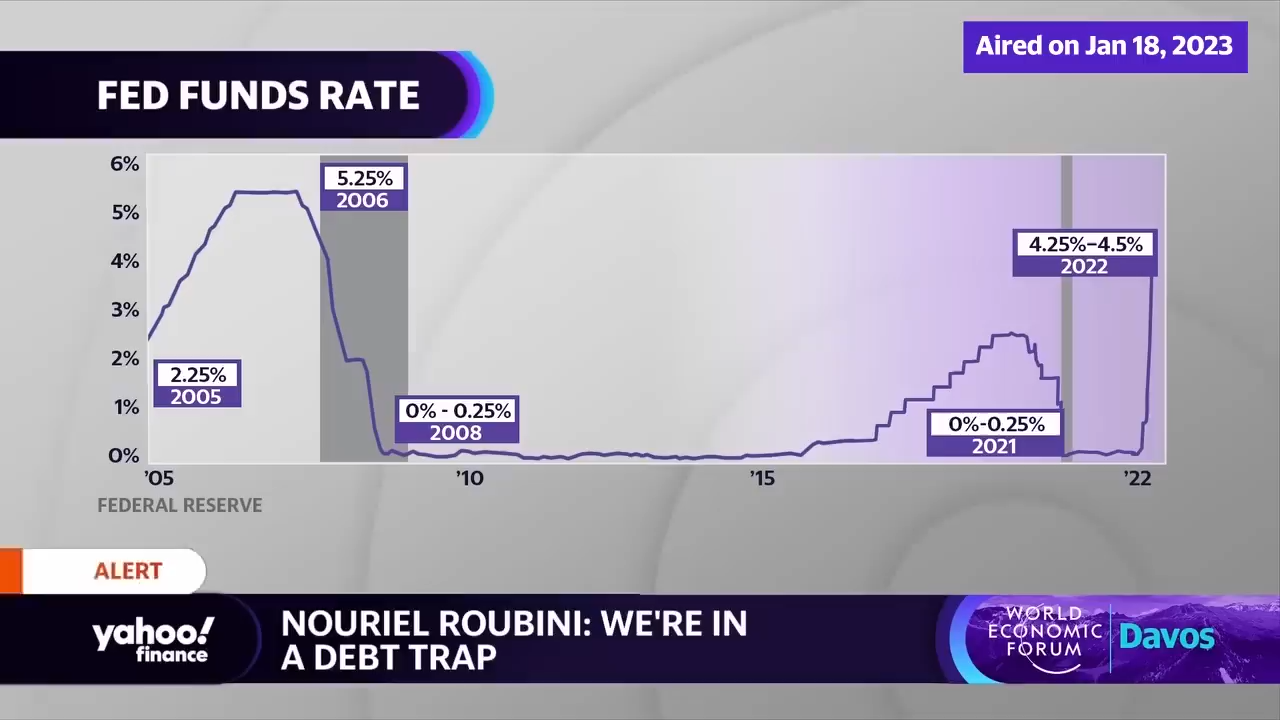 Aired on Jan 18, 2023
FED FUNDS RATE
6%
5%
4%
3%
2%
1%
0%
5.25%
2006
4.25%–4.5%
2022
2.25%
2005
0% - 0.25%
2008
0%-0.25%
2021
'05
'10
'15
'22
FEDERAL RESERVE
ALERT
yahoo!
finance
NOURIEL ROUBINI: WE'RE IN
A DEBT TRAP
WORLD
ECONOMIC
FORUM
Davos